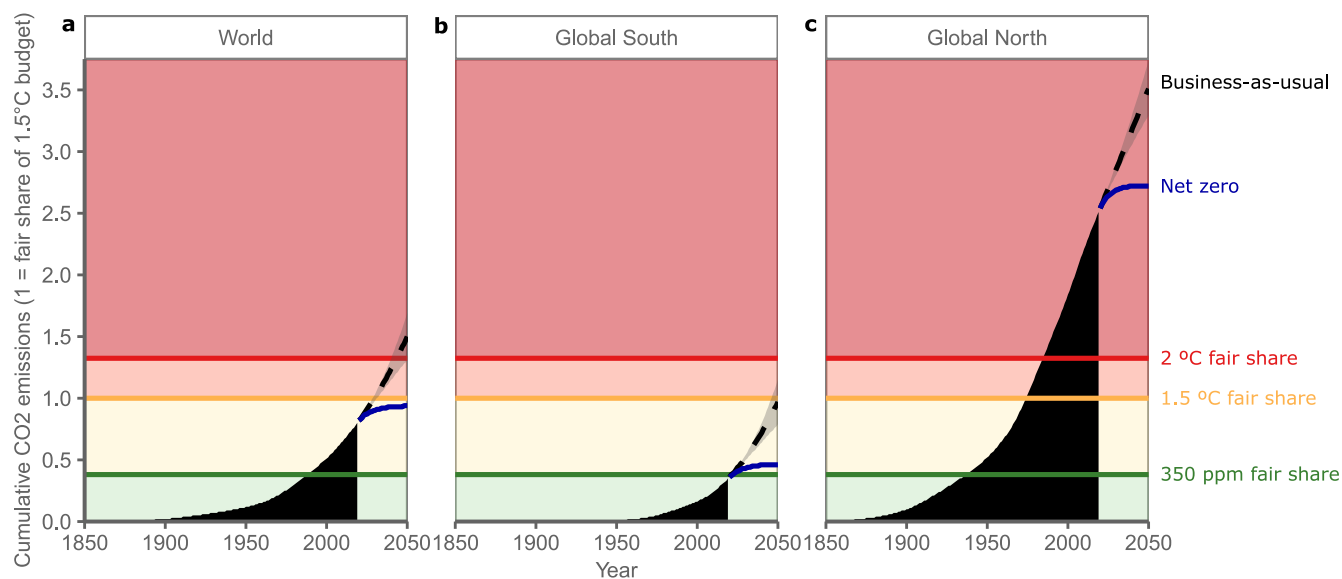 a
World
b
Global South
c
Global North
Cumulative CO2 emissions (1 = fair share of 1.5°C budget)
3.5
3.0
2.5
2.0
1.5
1.0
0.5
0.0
1850 1900 1950 2000 2050
1850 1900 1950 2000 2050
1850 1900 1950 2000 2050
Year
Business-as-usual
Net zero
2 ºC fair share
1.5 ºC fair share
350 ppm fair share